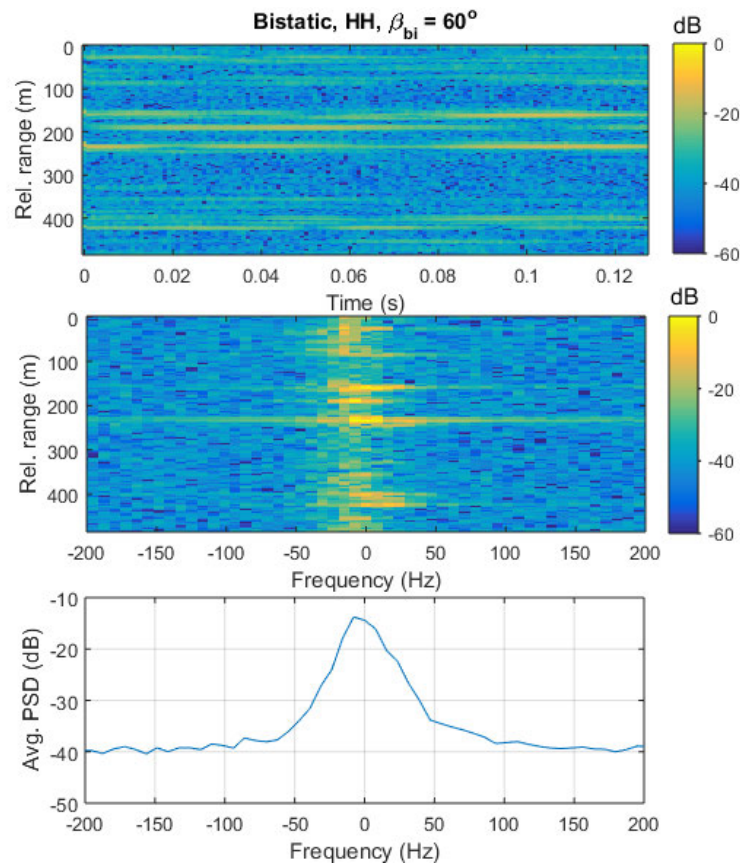 Bistatic, HH, β_bi = 60°
dB
0
100
200
300
400
Rel. range (m)
0
-20
-40
-60
0 0.02 0.04 0.06 0.08 0.1 0.12
Time (s)
dB
0
100
200
300
400
Rel. range (m)
0
-20
-40
-60
-200 -150 -100 -50 0 50 100 150 200
Frequency (Hz)
-10
-20
-30
-40
-50
Avg. PSD (dB)
-200 -150 -100 -50 0 50 100 150 200
Frequency (Hz)